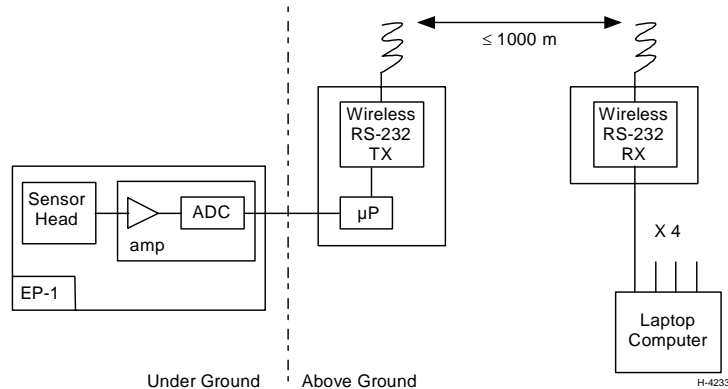 ≤ 1000 m
Wireless
RS-232
TX
Wireless
RS-232
RX
Sensor
Head
ADC
amp
µP
EP-1
X 4
Laptop
Computer
Under Ground
Above Ground
H-4233